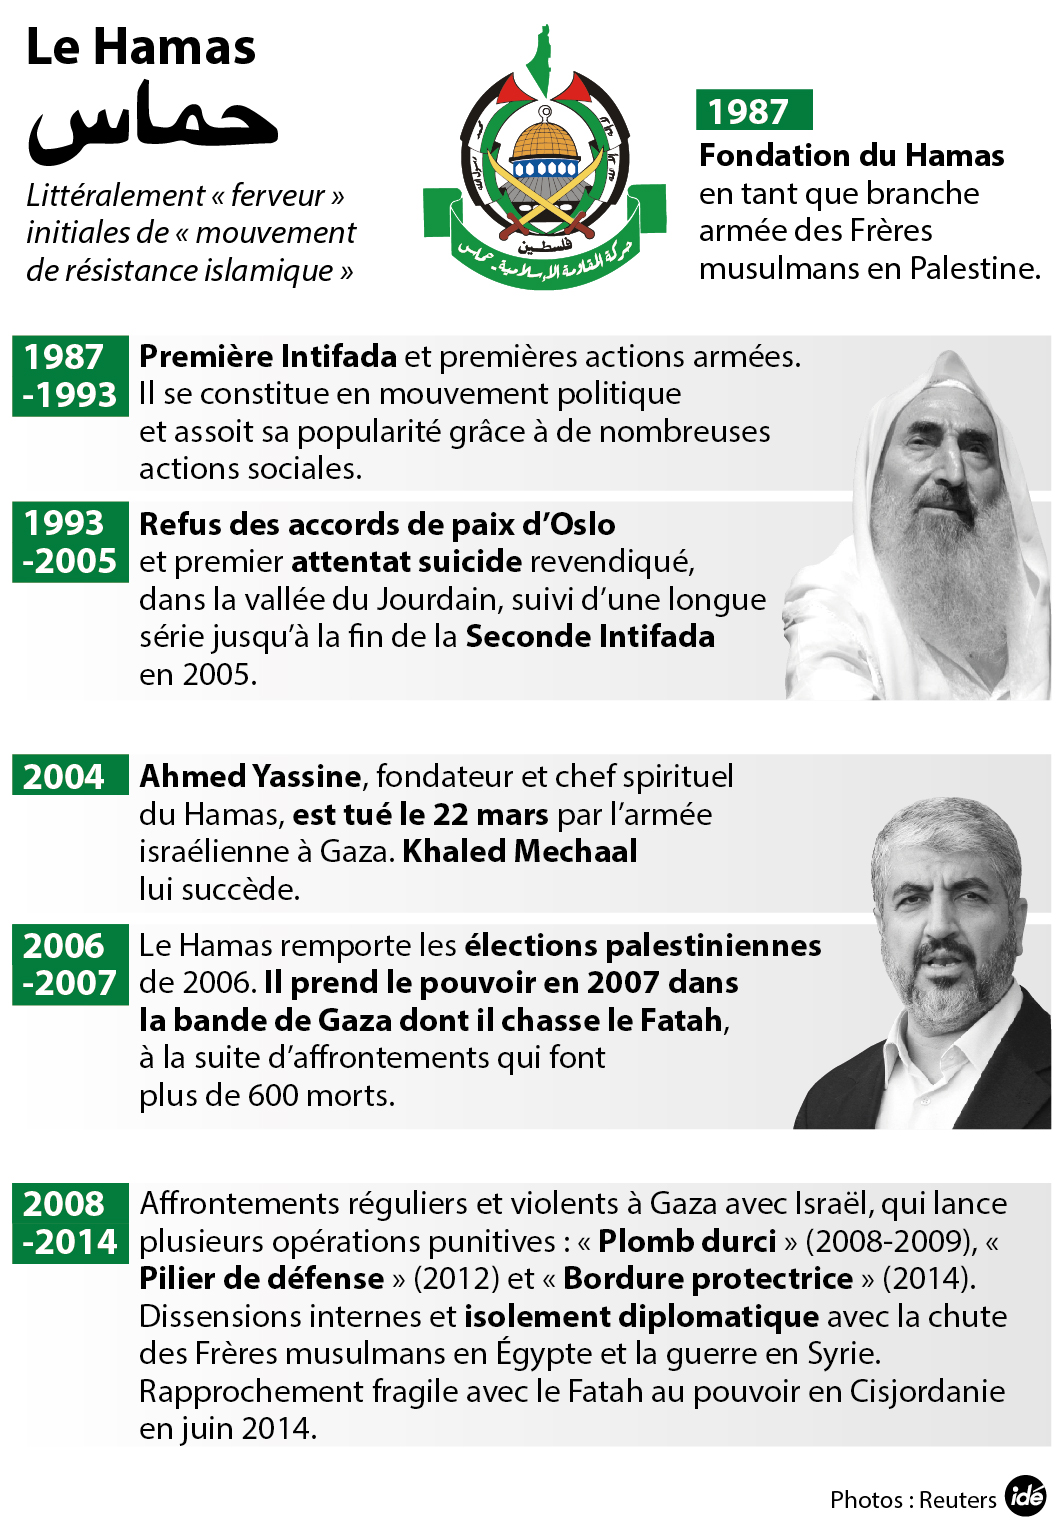 Le Hamas
حماس
Littéralement « ferveur »
initiales de « mouvement
de résistance islamique »
فلسطين
حركة المقاومة الإسلامية - حماس
1987
Fondation du Hamas
en tant que branche
armée des Frères
musulmans en Palestine.
1987
-1993
Première Intifada et premières actions armées.
Il se constitue en mouvement politique
et assoit sa popularité grâce à de nombreuses
actions sociales.
1993
-2005
Refus des accords de paix d’Oslo
et premier attentat suicide revendiqué,
dans la vallée du Jourdain, suivi d’une longue
série jusqu’à la fin de la Seconde Intifada
en 2005.
2004
Ahmed Yassine, fondateur et chef spirituel
du Hamas, est tué le 22 mars par l’armée
israélienne à Gaza. Khaled Mechaal
lui succède.
2006
-2007
Le Hamas remporte les élections palestiniennes
de 2006. Il prend le pouvoir en 2007 dans
la bande de Gaza dont il chasse le Fatah,
à la suite d’affrontements qui font
plus de 600 morts.
2008
-2014
Affrontements réguliers et violents à Gaza avec Israël, qui lance
plusieurs opérations punitives : « Plomb durci » (2008-2009), «
Pilier de défense » (2012) et « Bordure protectrice » (2014).
Dissensions internes et isolement diplomatique avec la chute
des Frères musulmans en Égypte et la guerre en Syrie.
Rapprochement fragile avec le Fatah au pouvoir en Cisjordanie
en juin 2014.
Photos : Reuters
idé